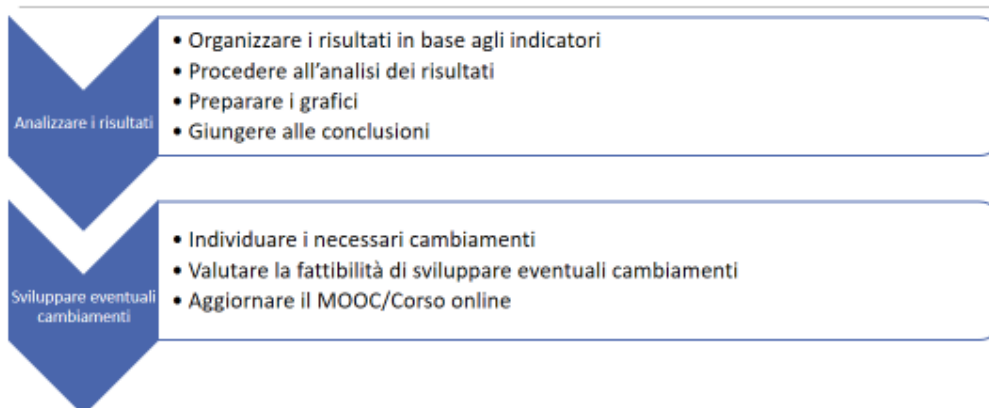 Analizzare i risultati
• Organizzare i risultati in base agli indicatori
• Procedere all'analisi dei risultati
• Preparare i grafici
• Giungere alle conclusioni
Sviluppare eventuali
cambiamenti
• Individuare i necessari cambiamenti
• Valutare la fattibilità di sviluppare eventuali cambiamenti
• Aggiornare il MOOC/Corso online